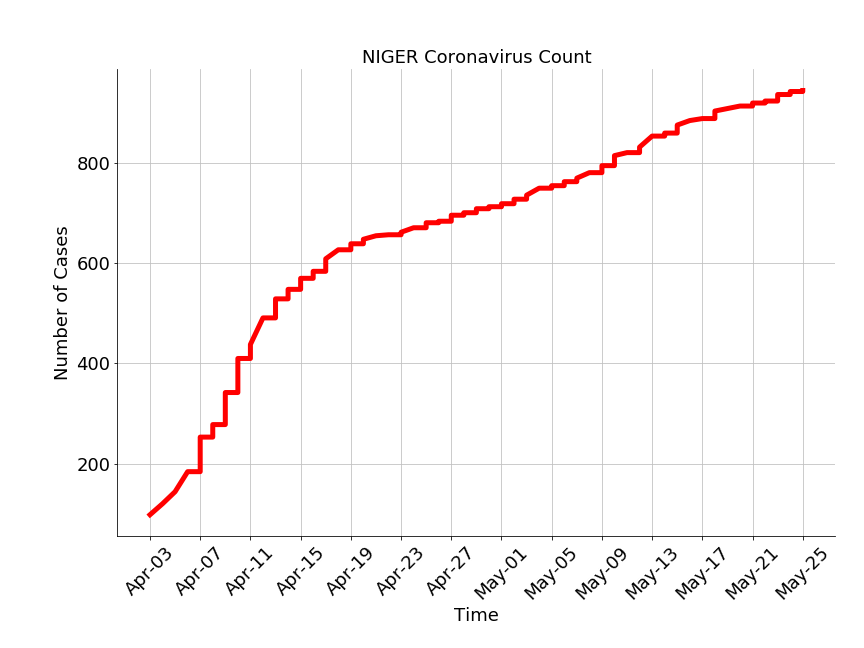 NIGER Coronavirus Count
Number of Cases
800
600
400
200
Apr-03
Apr-07
Apr-11
Apr-15
Apr-19
Apr-23
Apr-27
May-01
May-05
May-09
May-13
May-17
May-21
May-25
Time